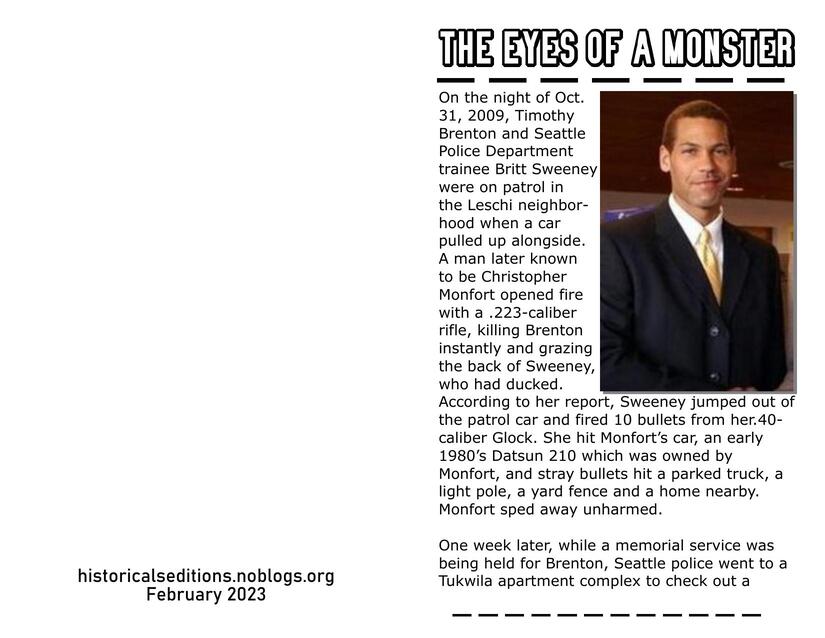 THE EYES OF A MONSTER
On the night of Oct.
31, 2009, Timothy
Brenton and Seattle
Police Department
trainee Britt Sweeney
were on patrol in
the Leschi neighbor-
hood when a car
pulled up alongside.
A man later known
to be Christopher
Monfort opened fire
with a .223-caliber
rifle, killing Brenton
instantly and grazing
the back of Sweeney,
who had ducked.
According to her report, Sweeney jumped out of
the patrol car and fired 10 bullets from her.40-
caliber Glock. She hit Monfort’s car, an early
1980’s Datsun 210 which was owned by
Monfort, and stray bullets hit a parked truck, a
light pole, a yard fence and a home nearby.
Monfort sped away unharmed.
One week later, while a memorial service was
being held for Brenton, Seattle police went to a
Tukwila apartment complex to check out a
historicalseditions.noblogs.org
February 2023